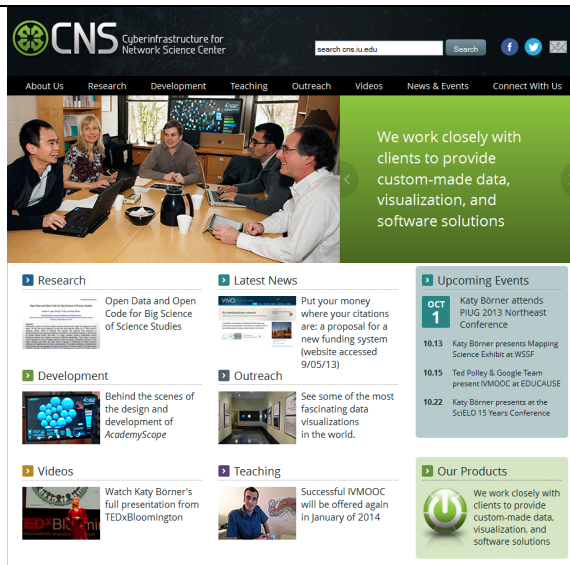 CNS Cyberinfrastructure for
Network Science Center
search cns.iu.edu
Search
About Us Research Development Teaching Outreach Videos News & Events Connect With Us
We work closely with
clients to provide
custom-made data,
visualization, and
software solutions
Research
Open Data and Open
Code for Big Science
of Science Studies
Latest News
VIVO
Put your money
where your citations
are: a proposal for
a new funding system
(website accessed
9/05/13)
Upcoming Events
OCT
1
Katy Börner attends
PIUG 2013 Northeast
Conference
10.13 Katy Börner presents Mapping
Science Exhibit at WSSF
10.15 Ted Polley & Google Team
present IVMOOC at EDUCAUSE
10.22 Katy Börner presents at the
SciELO 15 Years Conference
Development
Behind the scenes of
the design and
development of
AcademyScope
Outreach
See some of the most
fascinating data
visualizations
in the world.
Videos
Watch Katy Börner's
full presentation from
TEDxBloomington
Teaching
Successful IVMOOC
will be offered again
in January of 2014
Our Products
We work closely with
clients to provide
custom-made data,
visualization, and
software solutions